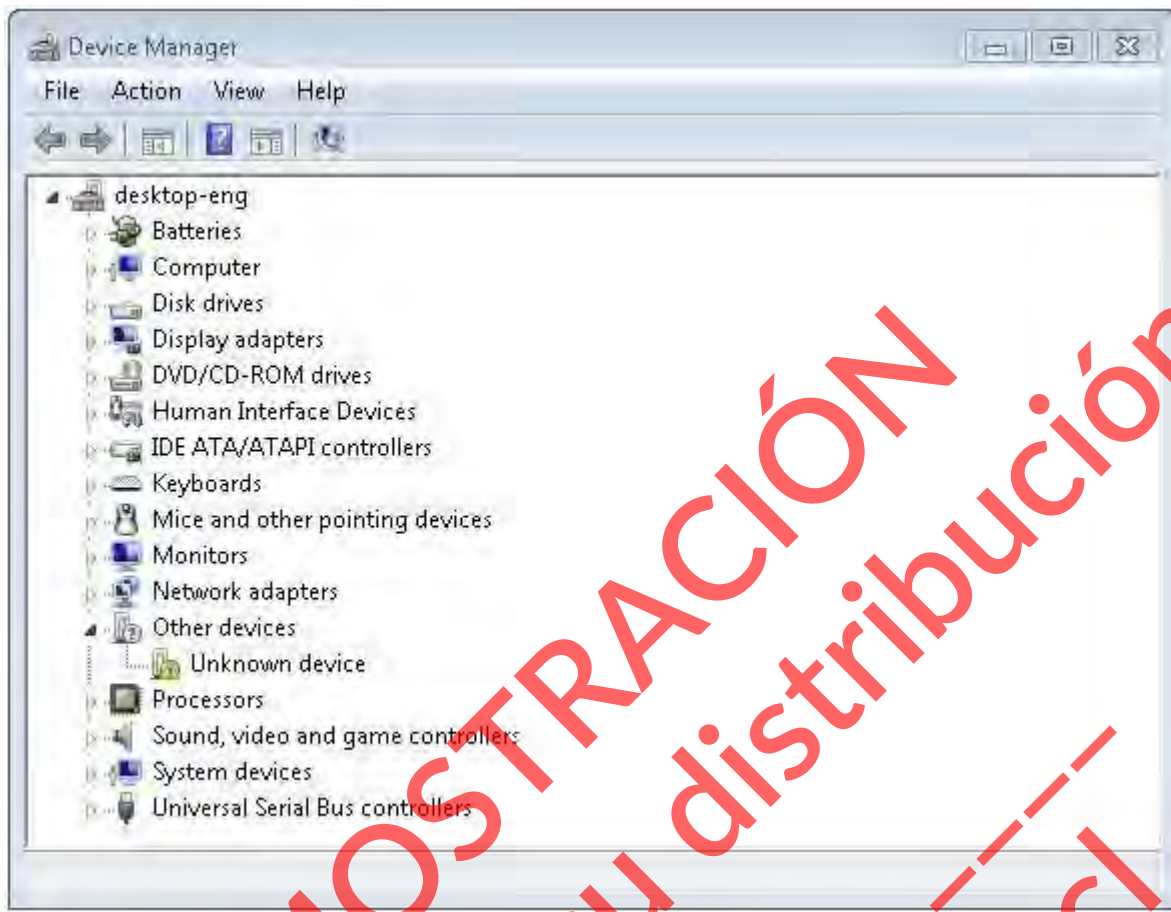 Device Manager
File Action View Help
desktop-eng
Batteries
Computer
Disk drives
Display adapters
DVD/CD-ROM drives
Human Interface Devices
IDE ATA/ATAPI controllers
Keyboards
Mice and other pointing devices
Monitors
Network adapters
Other devices
Unknown device
Processors
Sound, video and game controllers
System devices
Universal Serial Bus controllers
MOSTRACIÓN
distribución